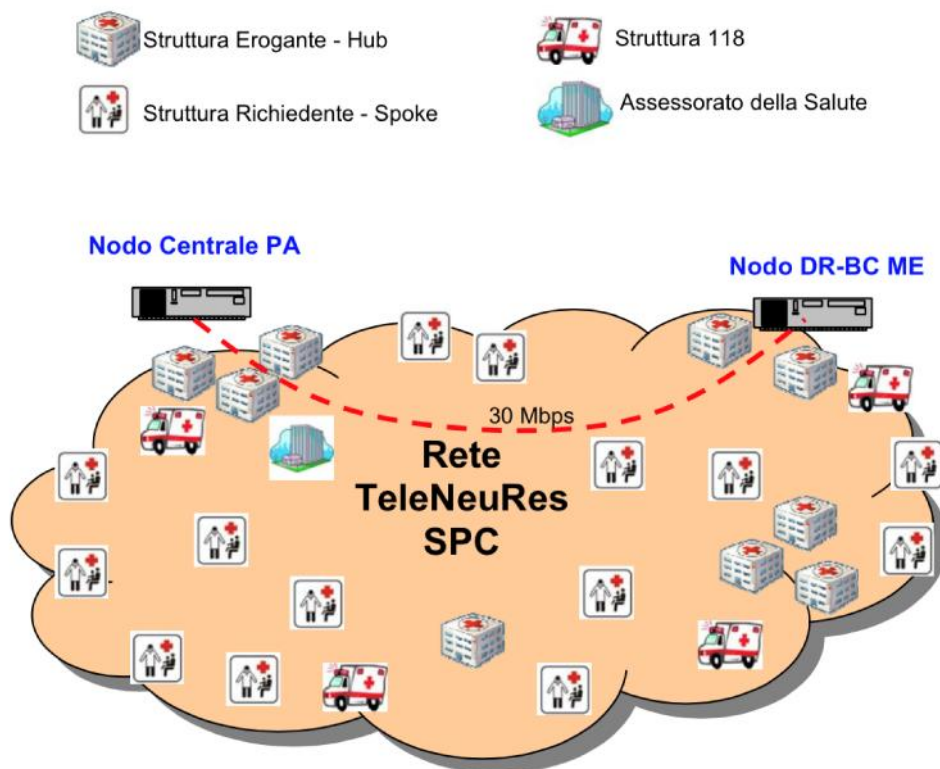 Struttura Erogante - Hub
Struttura 118
Struttura Richiedente - Spoke
Assessorato della Salute
Nodo Centrale PA
Nodo DR-BC ME
30 Mbps
Rete
TeleNeuRes
SPC